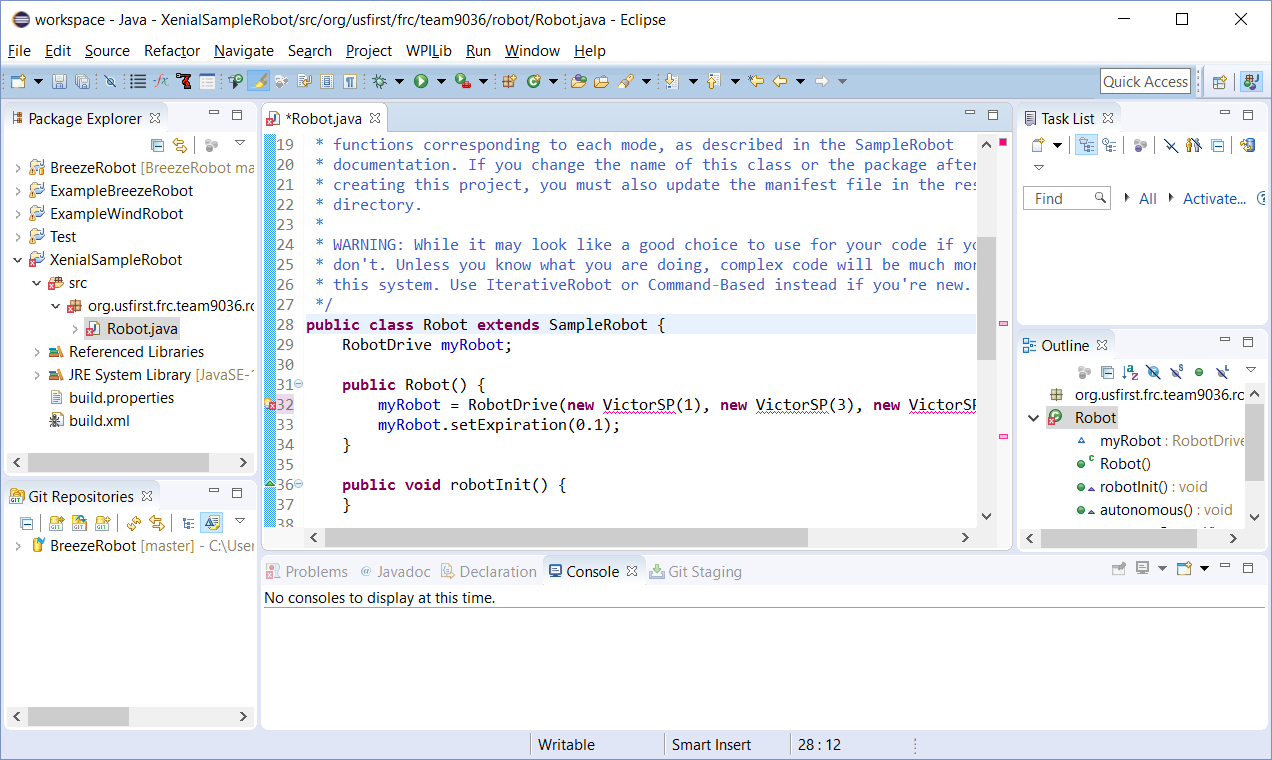 workspace - Java - XenialSampleRobot/src/org/usfirst/frc/team9036/robot/Robot.java - Eclipse
File Edit Source Refactor Navigate Search Project WPILib Run Window Help
Quick Access
Package Explorer
BreezeRobot [BreezeRobot ma
ExampleBreezeRobot
ExampleWindRobot
Test
XenialSampleRobot
src
org.usfirst.frc.team9036.ro
Robot.java
Referenced Libraries
JRE System Library [JavaSE-1
build.properties
build.xml
Git Repositories
BreezeRobot [master] - C:\User
*Robot.java
19 * functions corresponding to each mode, as described in the SampleRobot
20 * documentation. If you change the name of this class or the package after
21 * creating this project, you must also update the manifest file in the res
22 * directory.
23 *
24 * WARNING: While it may look like a good choice to use for your code if yo
25 * don't. Unless you know what you are doing, complex code will be much mor
26 * this system. Use IterativeRobot or Command-Based instead if you're new.
27 */
28 public class Robot extends SampleRobot {
29 RobotDrive myRobot;
30
31 public Robot() {
32 myRobot = RobotDrive(new VictorSP(1), new VictorSP(3), new VictorSP
33 myRobot.setExpiration(0.1);
34 }
35
36 public void robotInit() {
37 }
38
Task List
Find All Activate...
Outline
org.usfirst.frc.team9036.ro
Robot
myRobot : RobotDrive
Robot()
robotInit() : void
autonomous() : void
Problems Javadoc Declaration Console Git Staging
No consoles to display at this time.
Writable Smart Insert 28 : 12